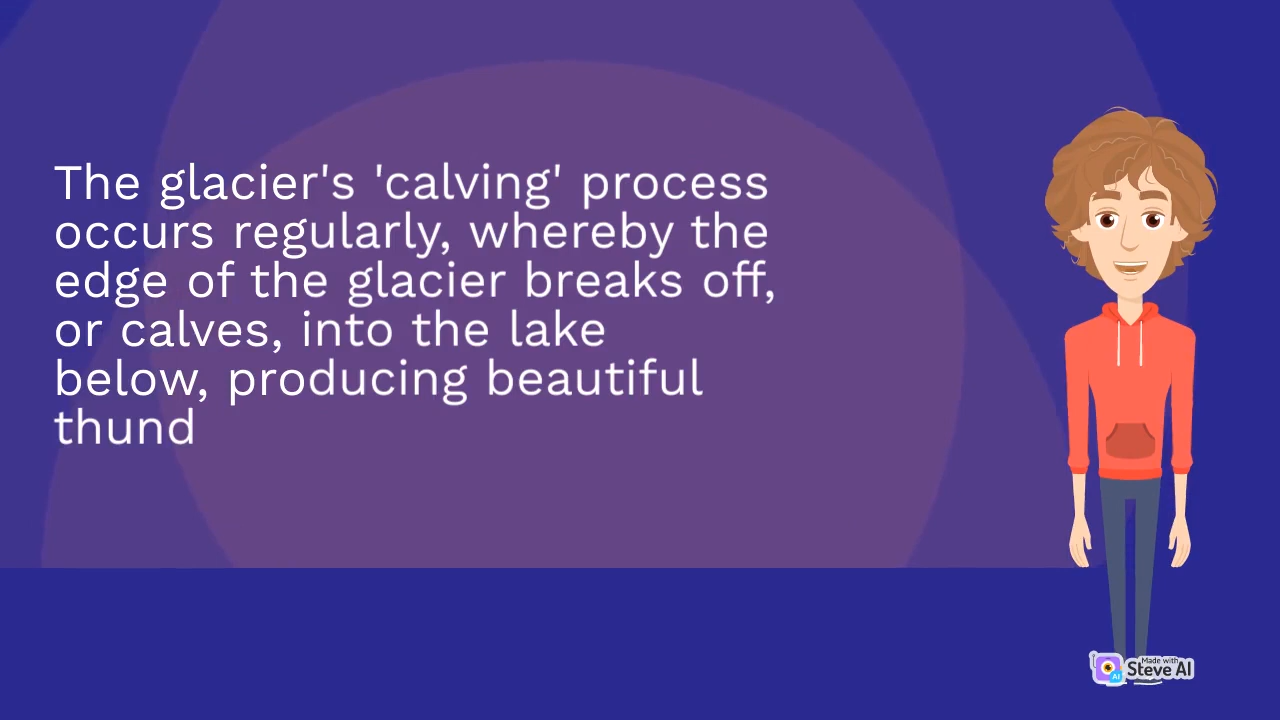 The glacier's 'calving' process
occurs regularly, whereby the
edge of the glacier breaks off,
or calves, into the lake
below, producing beautiful
thund
Made with
Steve AI
AI